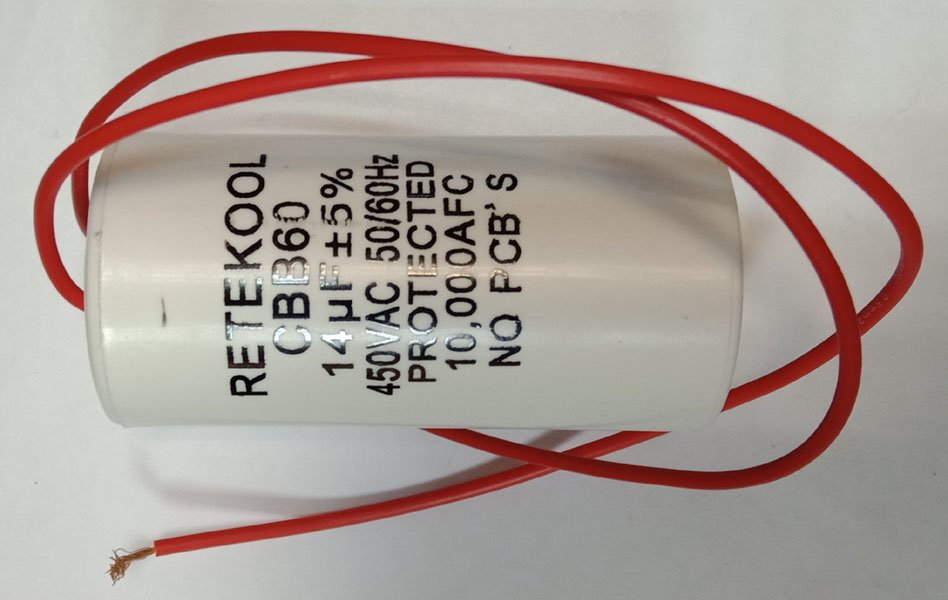 RETEKOOL
CBB60
14µF±5%
450VAC 50/60Hz
PROTECTED
10,000AFC
NO PCB'S